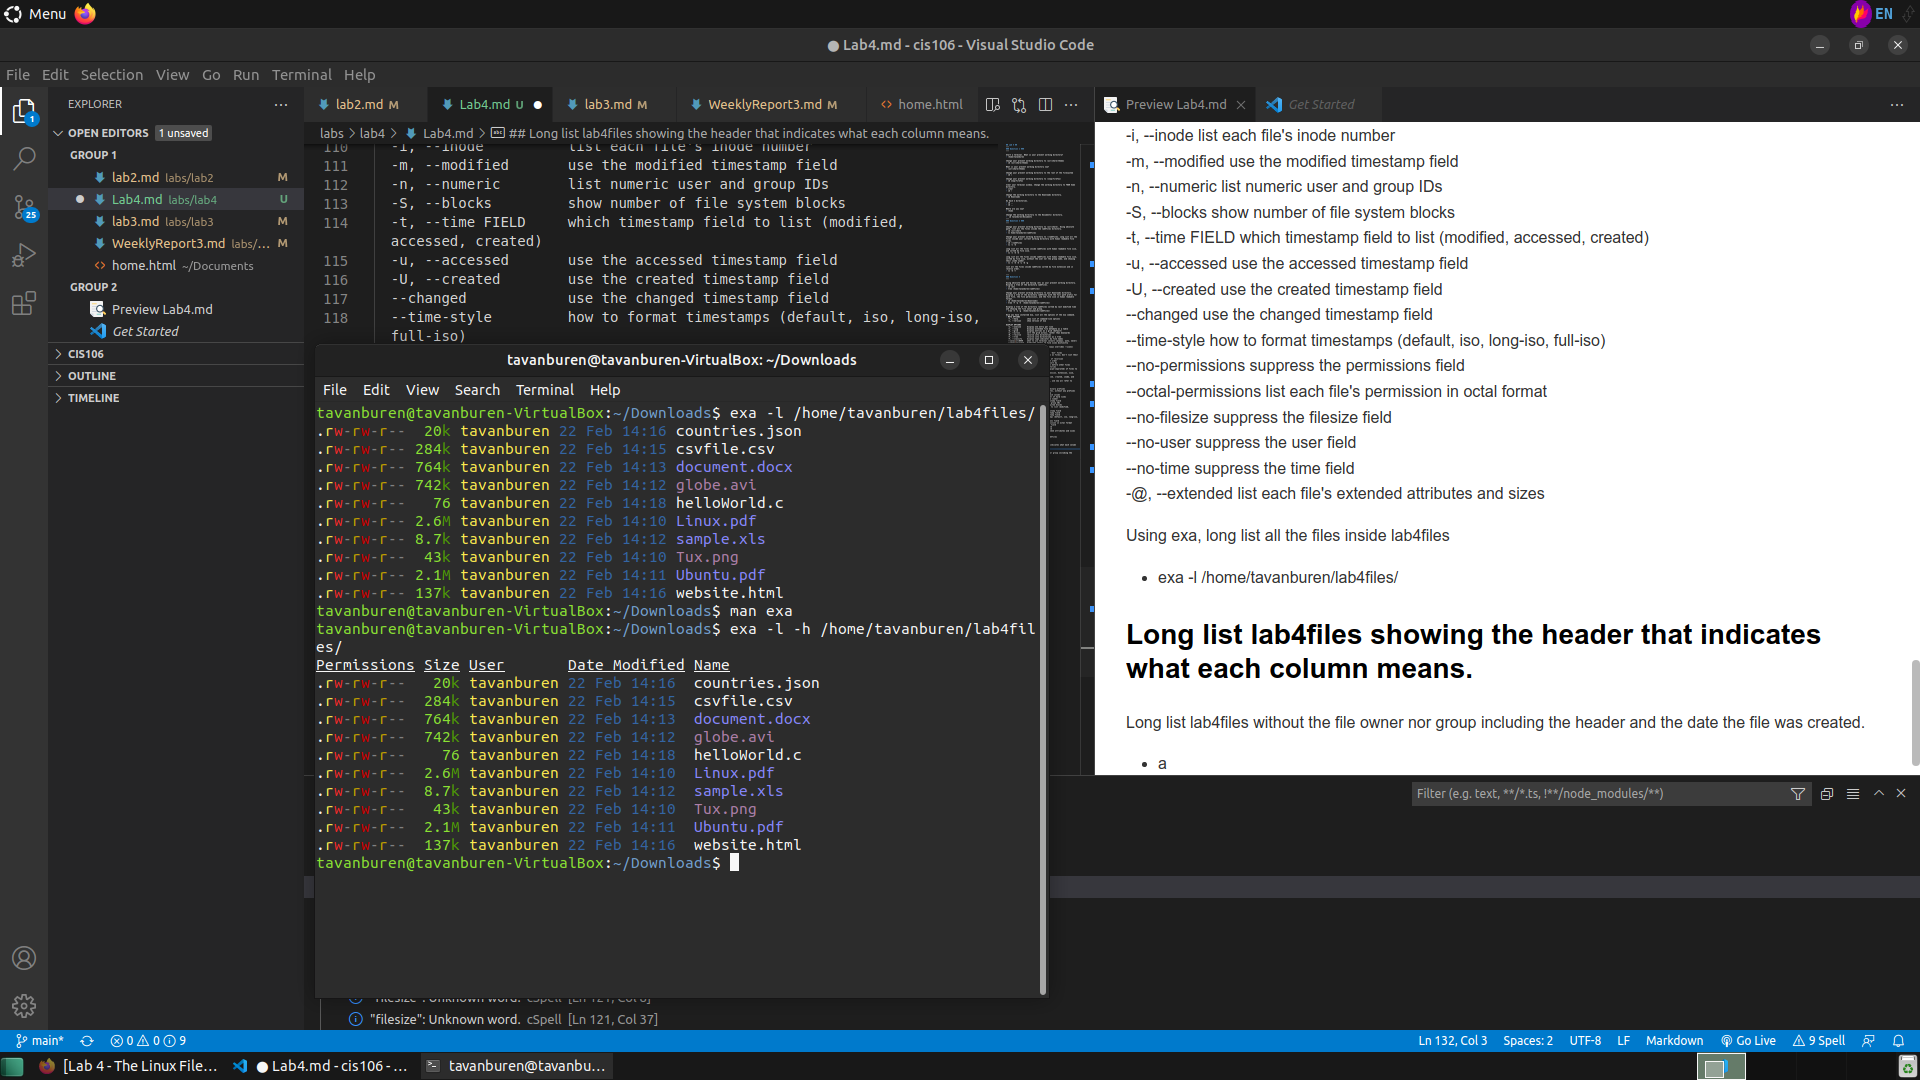 Menu
EN
● Lab4.md - cis106 - Visual Studio Code
File Edit Selection View Go Run Terminal Help
EXPLORER
OPEN EDITORS 1 unsaved
GROUP 1
lab2.md labs/lab2 M
Lab4.md labs/lab4 U
lab3.md labs/lab3 M
WeeklyReport3.md labs/... M
home.html ~/Documents
GROUP 2
Preview Lab4.md
Get Started
CIS106
OUTLINE
TIMELINE
1
25
lab2.md M
Lab4.md U
lab3.md M
WeeklyReport3.md M
home.html
labs > lab4 > Lab4.md > ## Long list lab4files showing the header that indicates what each column means.
110 -i, --inode list each file's inode number
111 -m, --modified use the modified timestamp field
112 -n, --numeric list numeric user and group IDs
113 -S, --blocks show number of file system blocks
114 -t, --time FIELD which timestamp field to list (modified,
accessed, created)
115 -u, --accessed use the accessed timestamp field
116 -U, --created use the created timestamp field
117 --changed use the changed timestamp field
118 --time-style how to format timestamps (default, iso, long-iso,
full-iso)
tavanburen@tavanburen-VirtualBox: ~/Downloads
File Edit View Search Terminal Help
tavanburen@tavanburen-VirtualBox:~/Downloads$ exa -l /home/tavanburen/lab4files/
.rw-rw-r-- 20k tavanburen 22 Feb 14:16 countries.json
.rw-rw-r-- 284k tavanburen 22 Feb 14:15 csvfile.csv
.rw-rw-r-- 764k tavanburen 22 Feb 14:13 document.docx
.rw-rw-r-- 742k tavanburen 22 Feb 14:12 globe.avi
.rw-rw-r-- 76 tavanburen 22 Feb 14:18 helloWorld.c
.rw-rw-r-- 2.6M tavanburen 22 Feb 14:10 Linux.pdf
.rw-rw-r-- 8.7k tavanburen 22 Feb 14:12 sample.xls
.rw-rw-r-- 43k tavanburen 22 Feb 14:10 Tux.png
.rw-rw-r-- 2.1M tavanburen 22 Feb 14:11 Ubuntu.pdf
.rw-rw-r-- 137k tavanburen 22 Feb 14:16 website.html
tavanburen@tavanburen-VirtualBox:~/Downloads$ man exa
tavanburen@tavanburen-VirtualBox:~/Downloads$ exa -l -h /home/tavanburen/lab4fil
es/
Permissions Size User Date Modified Name
.rw-rw-r-- 20k tavanburen 22 Feb 14:16 countries.json
.rw-rw-r-- 284k tavanburen 22 Feb 14:15 csvfile.csv
.rw-rw-r-- 764k tavanburen 22 Feb 14:13 document.docx
.rw-rw-r-- 742k tavanburen 22 Feb 14:12 globe.avi
.rw-rw-r-- 76 tavanburen 22 Feb 14:18 helloWorld.c
.rw-rw-r-- 2.6M tavanburen 22 Feb 14:10 Linux.pdf
.rw-rw-r-- 8.7k tavanburen 22 Feb 14:12 sample.xls
.rw-rw-r-- 43k tavanburen 22 Feb 14:10 Tux.png
.rw-rw-r-- 2.1M tavanburen 22 Feb 14:11 Ubuntu.pdf
.rw-rw-r-- 137k tavanburen 22 Feb 14:16 website.html
tavanburen@tavanburen-VirtualBox:~/Downloads$
"filesize": Unknown word. cSpell [Ln 121, Col 6]
"filesize": Unknown word. cSpell [Ln 121, Col 37]
Preview Lab4.md
Get Started
-i, --inode list each file's inode number
-m, --modified use the modified timestamp field
-n, --numeric list numeric user and group IDs
-S, --blocks show number of file system blocks
-t, --time FIELD which timestamp field to list (modified, accessed, created)
-u, --accessed use the accessed timestamp field
-U, --created use the created timestamp field
--changed use the changed timestamp field
--time-style how to format timestamps (default, iso, long-iso, full-iso)
--no-permissions suppress the permissions field
--octal-permissions list each file's permission in octal format
--no-filesize suppress the filesize field
--no-user suppress the user field
--no-time suppress the time field
-@, --extended list each file's extended attributes and sizes
Using exa, long list all the files inside lab4files
• exa -l /home/tavanburen/lab4files/
Long list lab4files showing the header that indicates
what each column means.
Long list lab4files without the file owner nor group including the header and the date the file was created.
• a
Filter (e.g. text, **/*.ts, !**/node_modules/**)
main* 0 0 9
Ln 132, Col 3 Spaces: 2 UTF-8 LF Markdown Go Live 9 Spell
[Lab 4 - The Linux File...
● Lab4.md - cis106 - ...
tavanburen@tavanbu...